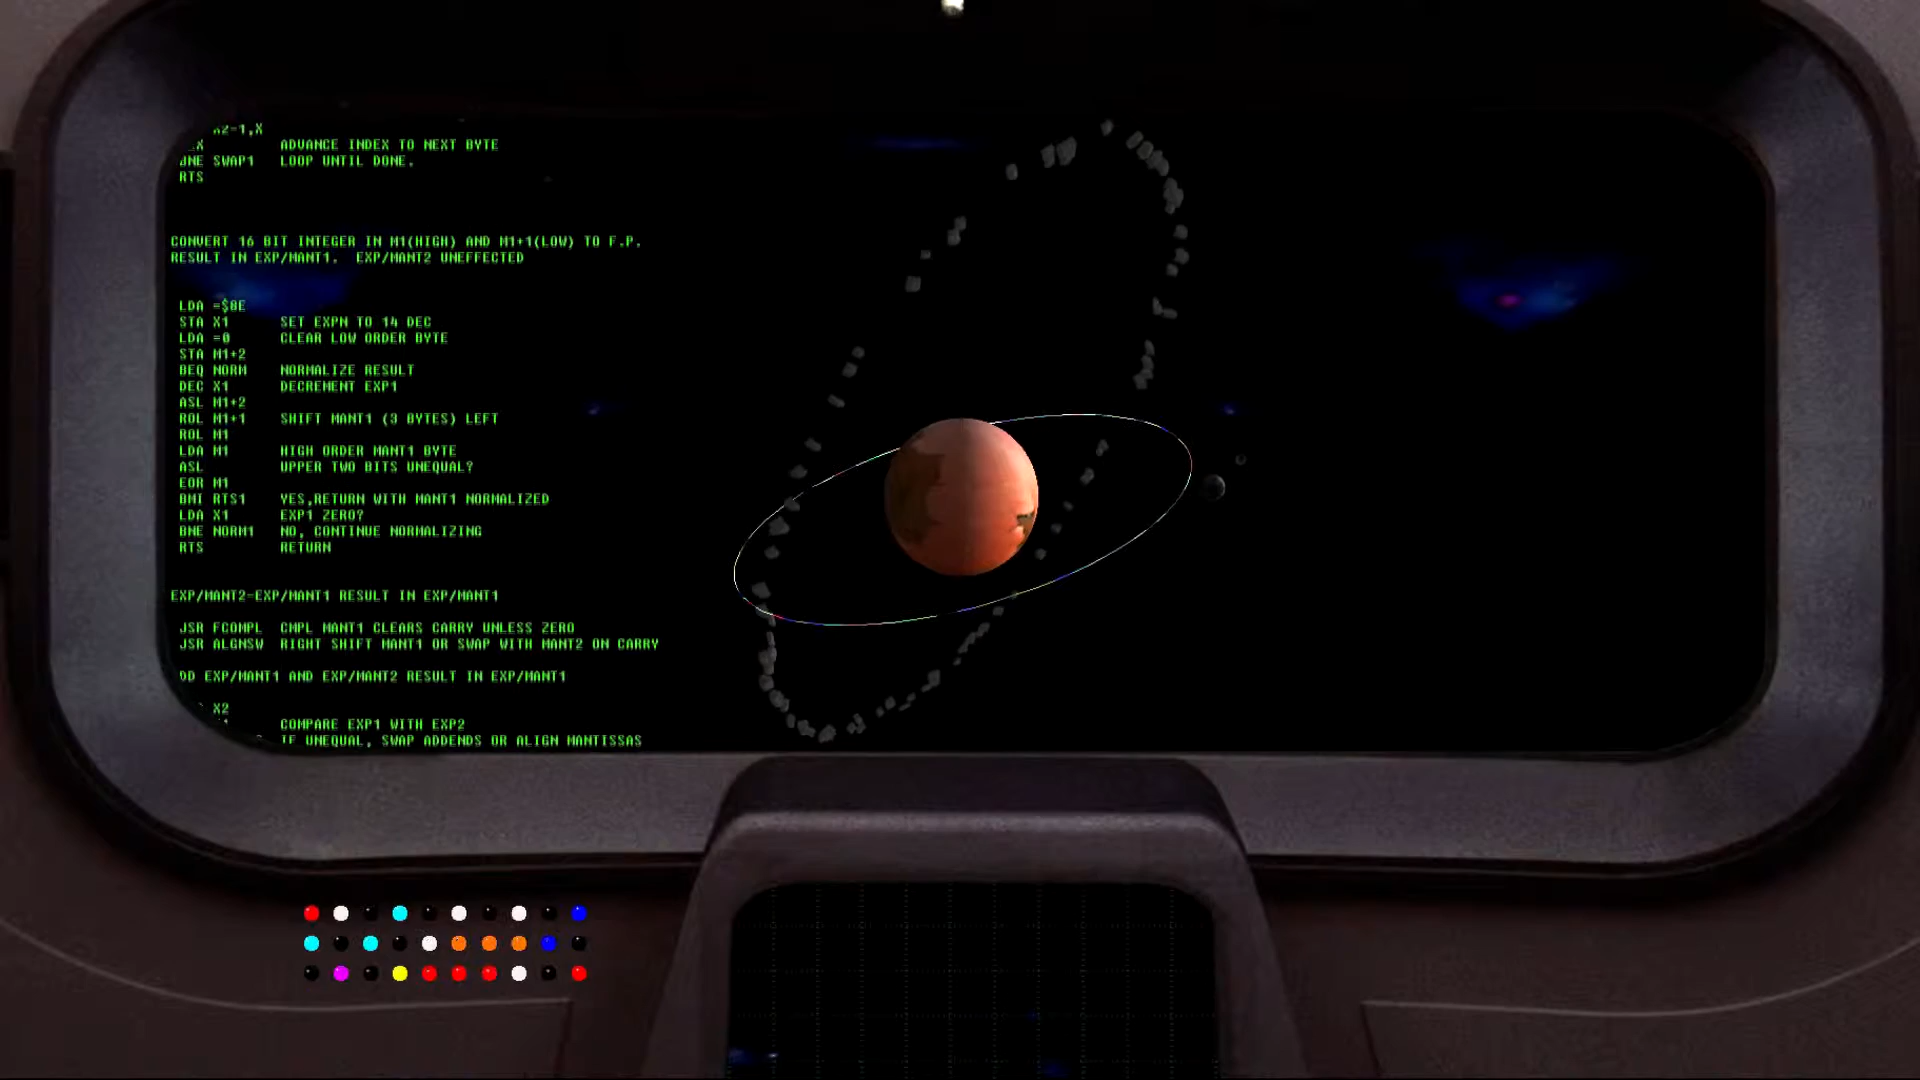 X2-1,X
ADVANCE INDEX TO NEXT BYTE
BNE SWAP1 LOOP UNTIL DONE.
RTS
CONVERT 16 BIT INTEGER IN M1(HIGH) AND M1+1(LOW) TO F.P.
RESULT IN EXP/MANT1. EXP/MANT2 UNEFFECTED
LDA =$8E
STA X1 SET EXPN TO 14 DEC
LDA =0 CLEAR LOW ORDER BYTE
STA M1+2
BEQ NORM NORMALIZE RESULT
DEC X1 DECREMENT EXP1
ASL M1+2
ROL M1+1 SHIFT MANT1 (3 BYTES) LEFT
ROL M1
LDA M1 HIGH ORDER MANT1 BYTE
ASL UPPER TWO BITS UNEQUAL?
EOR M1
BMI RTS1 YES,RETURN WITH MANT1 NORMALIZED
LDA X1 EXP1 ZERO?
BNE NORM1 NO, CONTINUE NORMALIZING
RTS RETURN
EXP/MANT2-EXP/MANT1 RESULT IN EXP/MANT1
JSR FCOMPL CMPL MANT1 CLEARS CARRY UNLESS ZERO
JSR ALGNSW RIGHT SHIFT MANT1 OR SWAP WITH MANT2 ON CARRY
DD EXP/MANT1 AND EXP/MANT2 RESULT IN EXP/MANT1
X2
COMPARE EXP1 WITH EXP2
IF UNEQUAL, SWAP ADDENDS OR ALIGN MANTISSAS